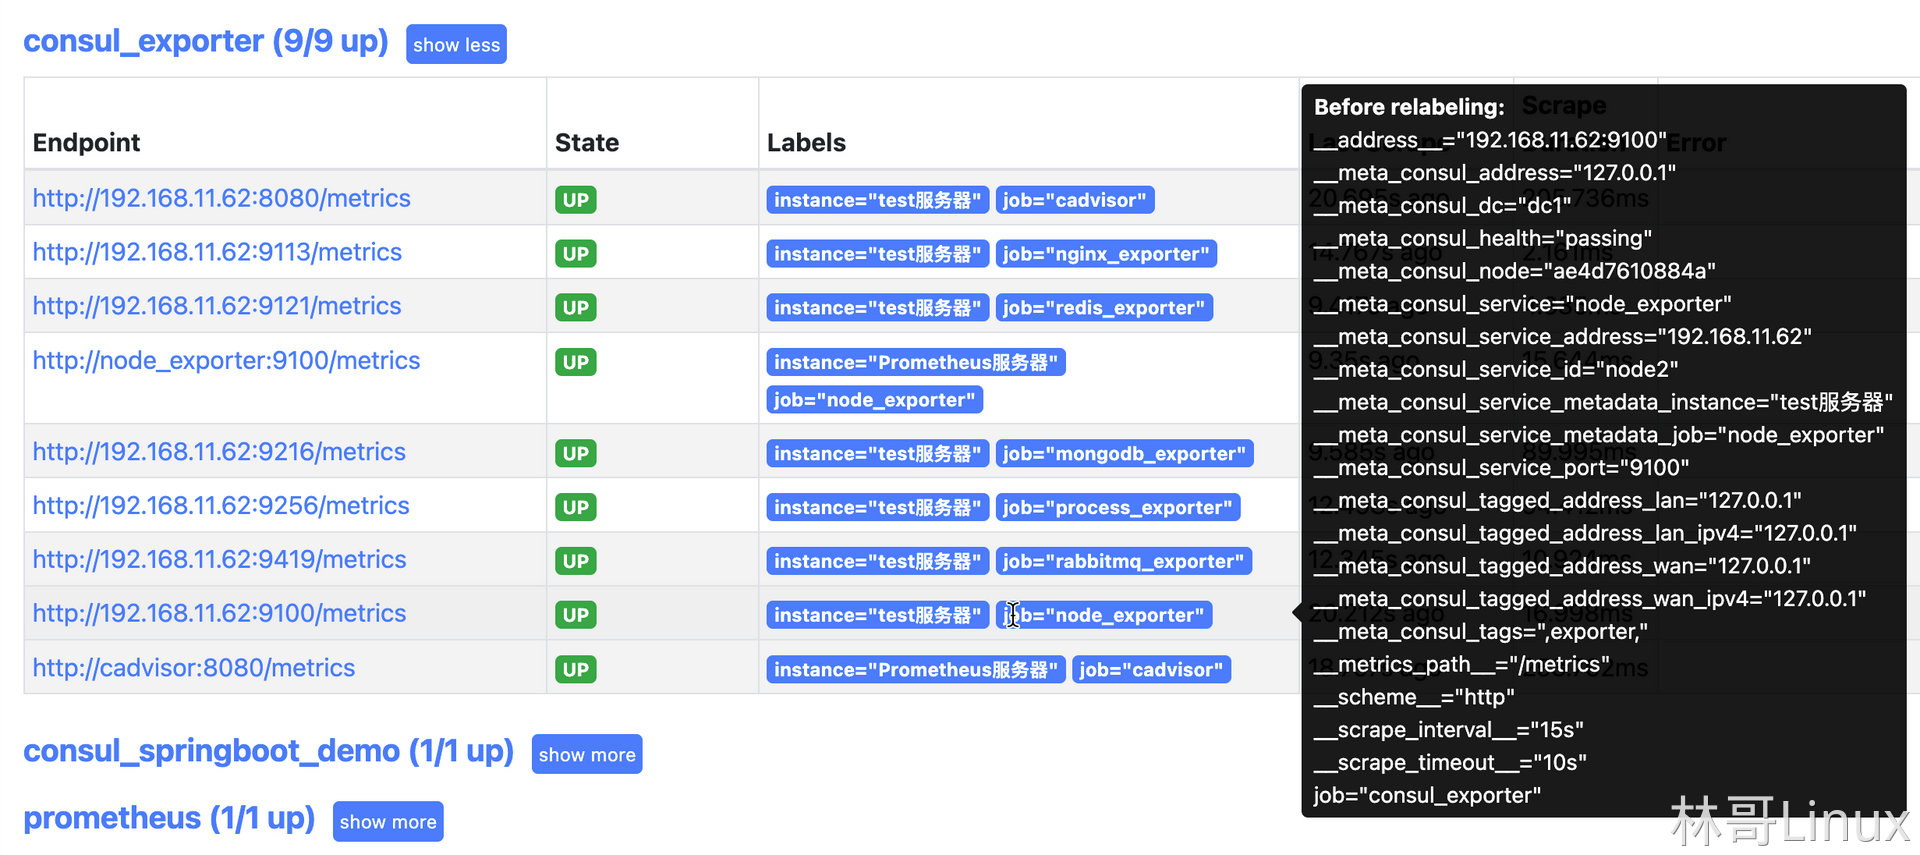 consul_exporter (9/9 up) show less
Endpoint State Labels Scrape Error
http://192.168.11.62:8080/metrics UP instance="test服务器" job="cadvisor"
http://192.168.11.62:9113/metrics UP instance="test服务器" job="nginx_exporter"
http://192.168.11.62:9121/metrics UP instance="test服务器" job="redis_exporter"
http://node_exporter:9100/metrics UP instance="Prometheus服务器"
job="node_exporter"
http://192.168.11.62:9216/metrics UP instance="test服务器" job="mongodb_exporter"
http://192.168.11.62:9256/metrics UP instance="test服务器" job="process_exporter"
http://192.168.11.62:9419/metrics UP instance="test服务器" job="rabbitmq_exporter"
http://192.168.11.62:9100/metrics UP instance="test服务器" job="node_exporter"
http://cadvisor:8080/metrics UP instance="Prometheus服务器" job="cadvisor"
Before relabeling:
__address__="192.168.11.62:9100"
__meta_consul_address="127.0.0.1"
__meta_consul_dc="dc1"
__meta_consul_health="passing"
__meta_consul_node="ae4d7610884a"
__meta_consul_service="node_exporter"
__meta_consul_service_address="192.168.11.62"
__meta_consul_service_id="node2"
__meta_consul_service_metadata_instance="test服务器"
__meta_consul_service_metadata_job="node_exporter"
__meta_consul_service_port="9100"
__meta_consul_tagged_address_lan="127.0.0.1"
__meta_consul_tagged_address_lan_ipv4="127.0.0.1"
__meta_consul_tagged_address_wan="127.0.0.1"
__meta_consul_tagged_address_wan_ipv4="127.0.0.1"
__meta_consul_tags=",exporter,"
__metrics_path__="/metrics"
__scheme__="http"
__scrape_interval__="15s"
__scrape_timeout__="10s"
job="consul_exporter"
consul_springboot_demo (1/1 up) show more
prometheus (1/1 up) show more
林哥Linux